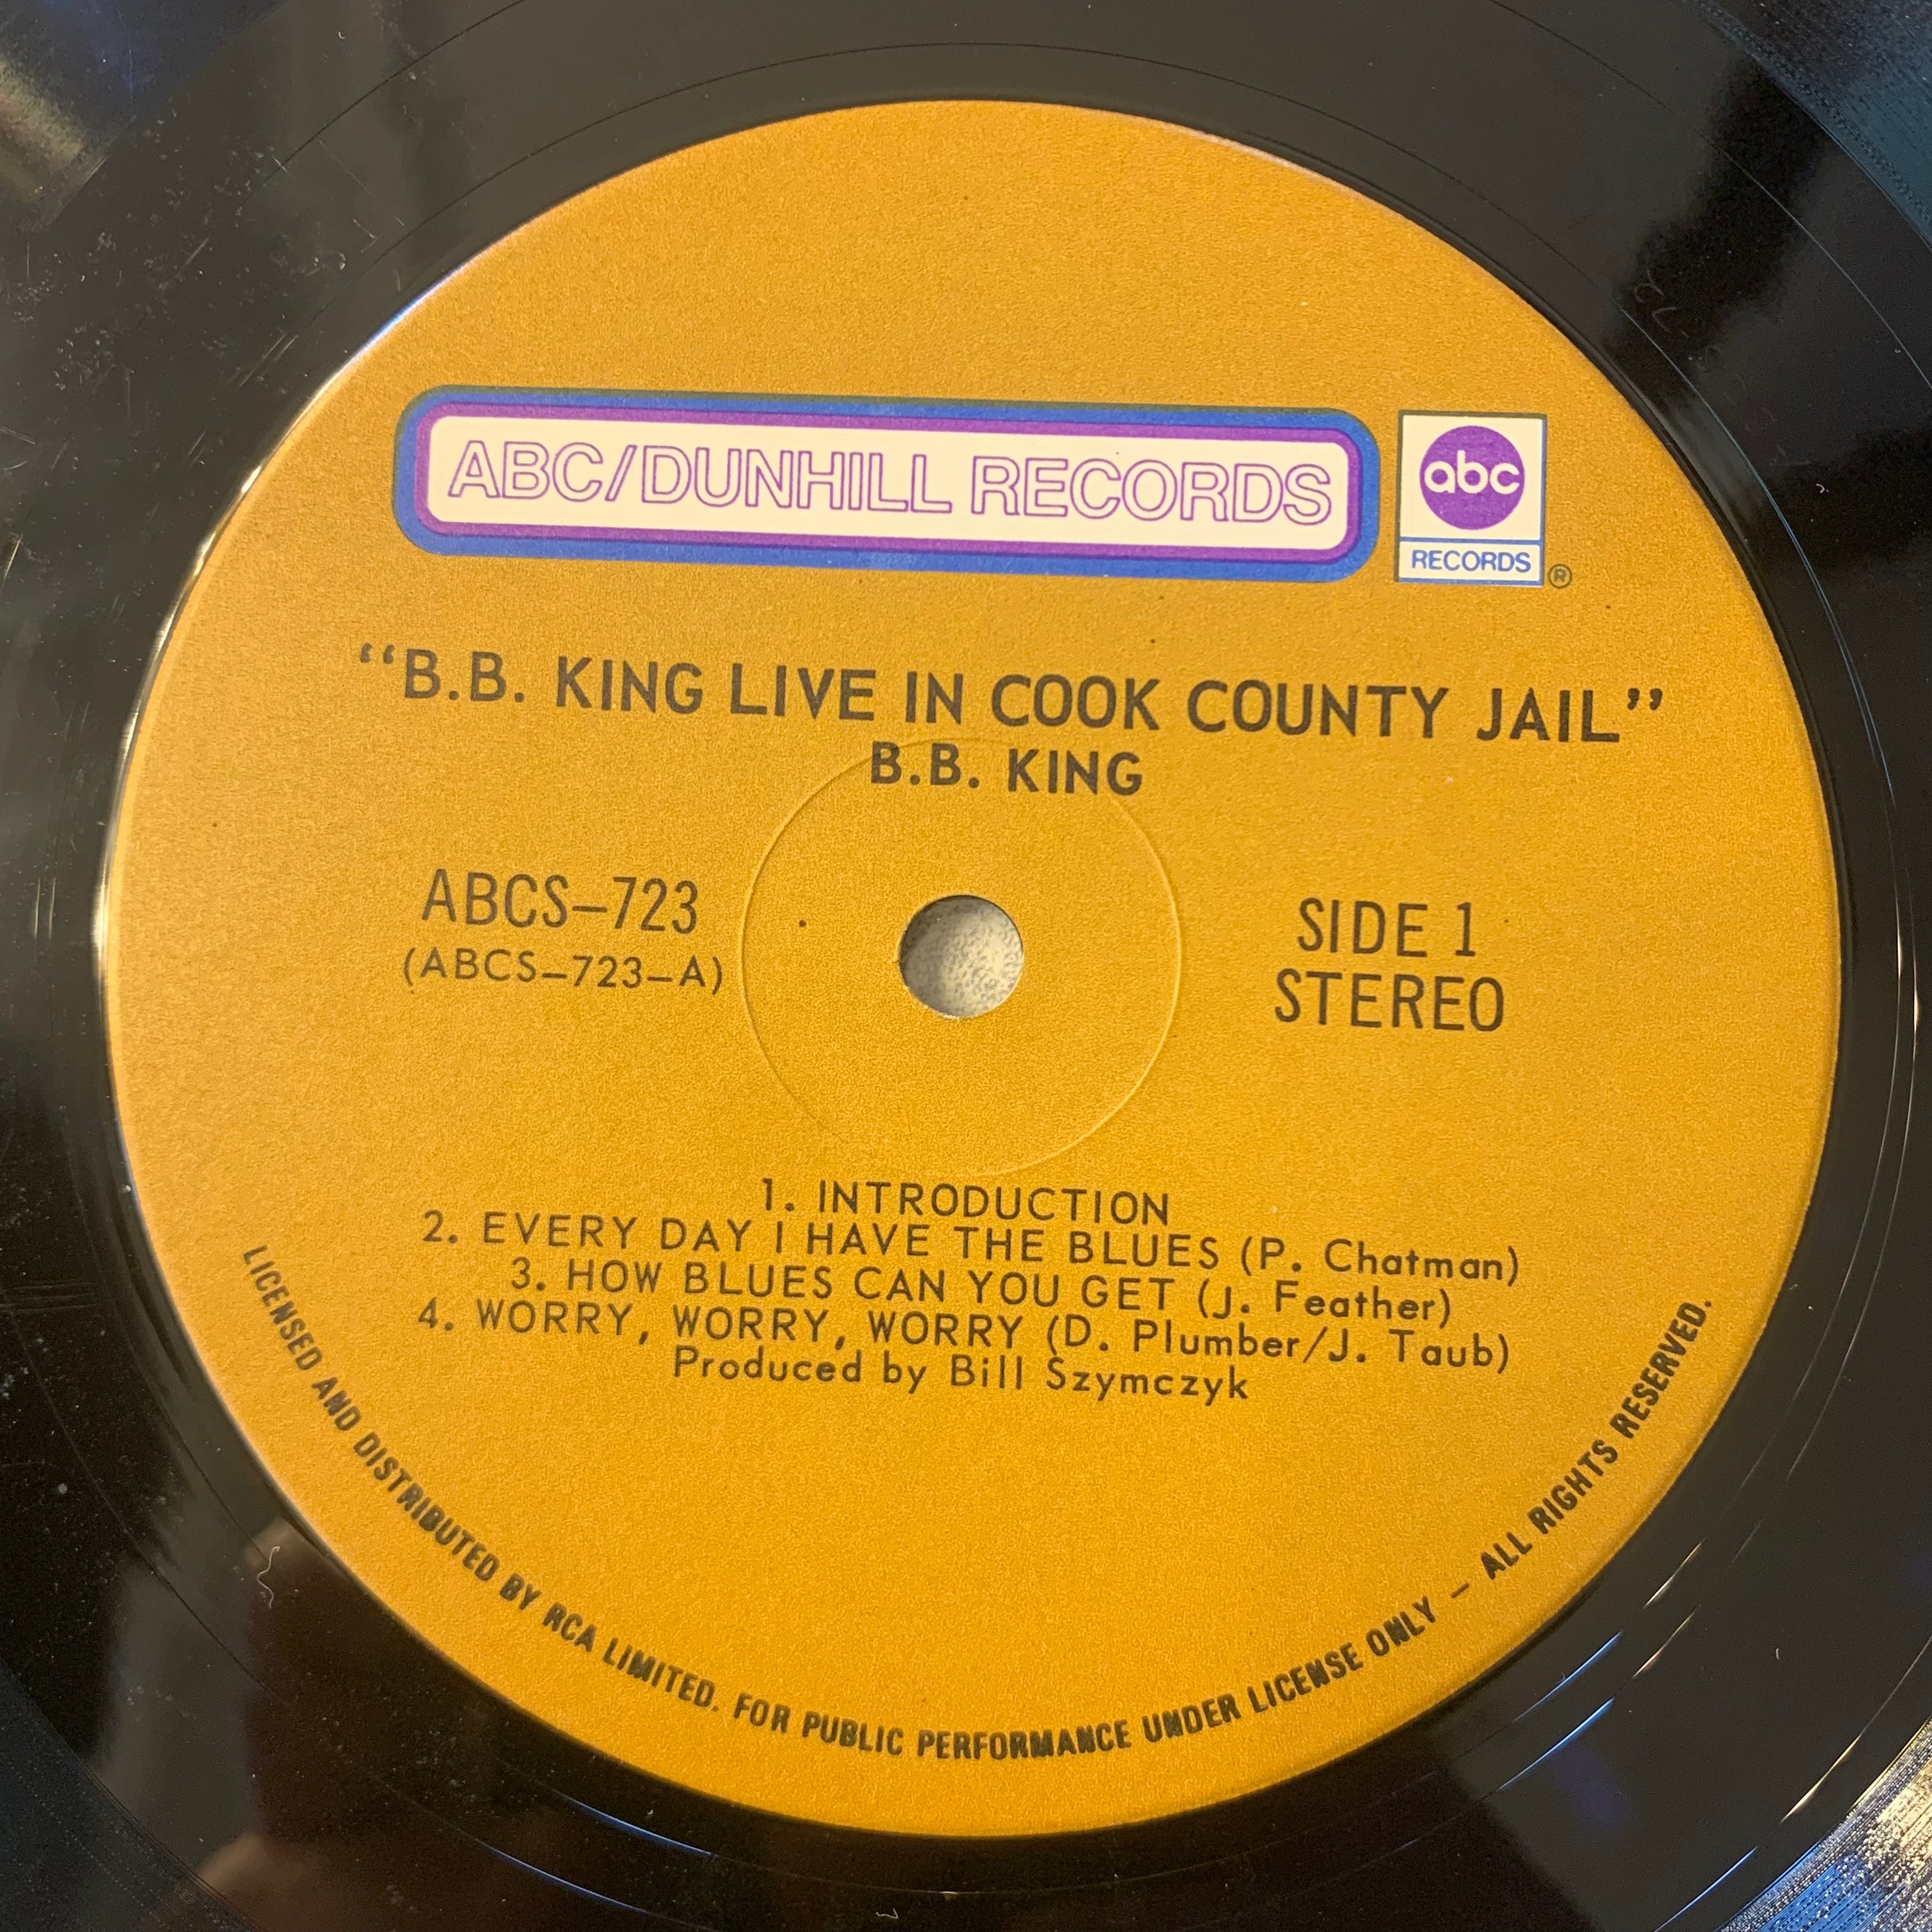 ABC/DUNHILL RECORDS
abc
RECORDS ®
“B.B. KING LIVE IN COOK COUNTY JAIL”
B.B. KING
ABCS–723
(ABCS–723–A)
SIDE 1
STEREO
1. INTRODUCTION
2. EVERY DAY I HAVE THE BLUES (P. Chatman)
3. HOW BLUES CAN YOU GET (J. Feather)
4. WORRY, WORRY, WORRY (D. Plumber/J. Taub)
Produced by Bill Szymczyk
LICENSED AND DISTRIBUTED BY RCA LIMITED. FOR PUBLIC PERFORMANCE UNDER LICENSE ONLY — ALL RIGHTS RESERVED.